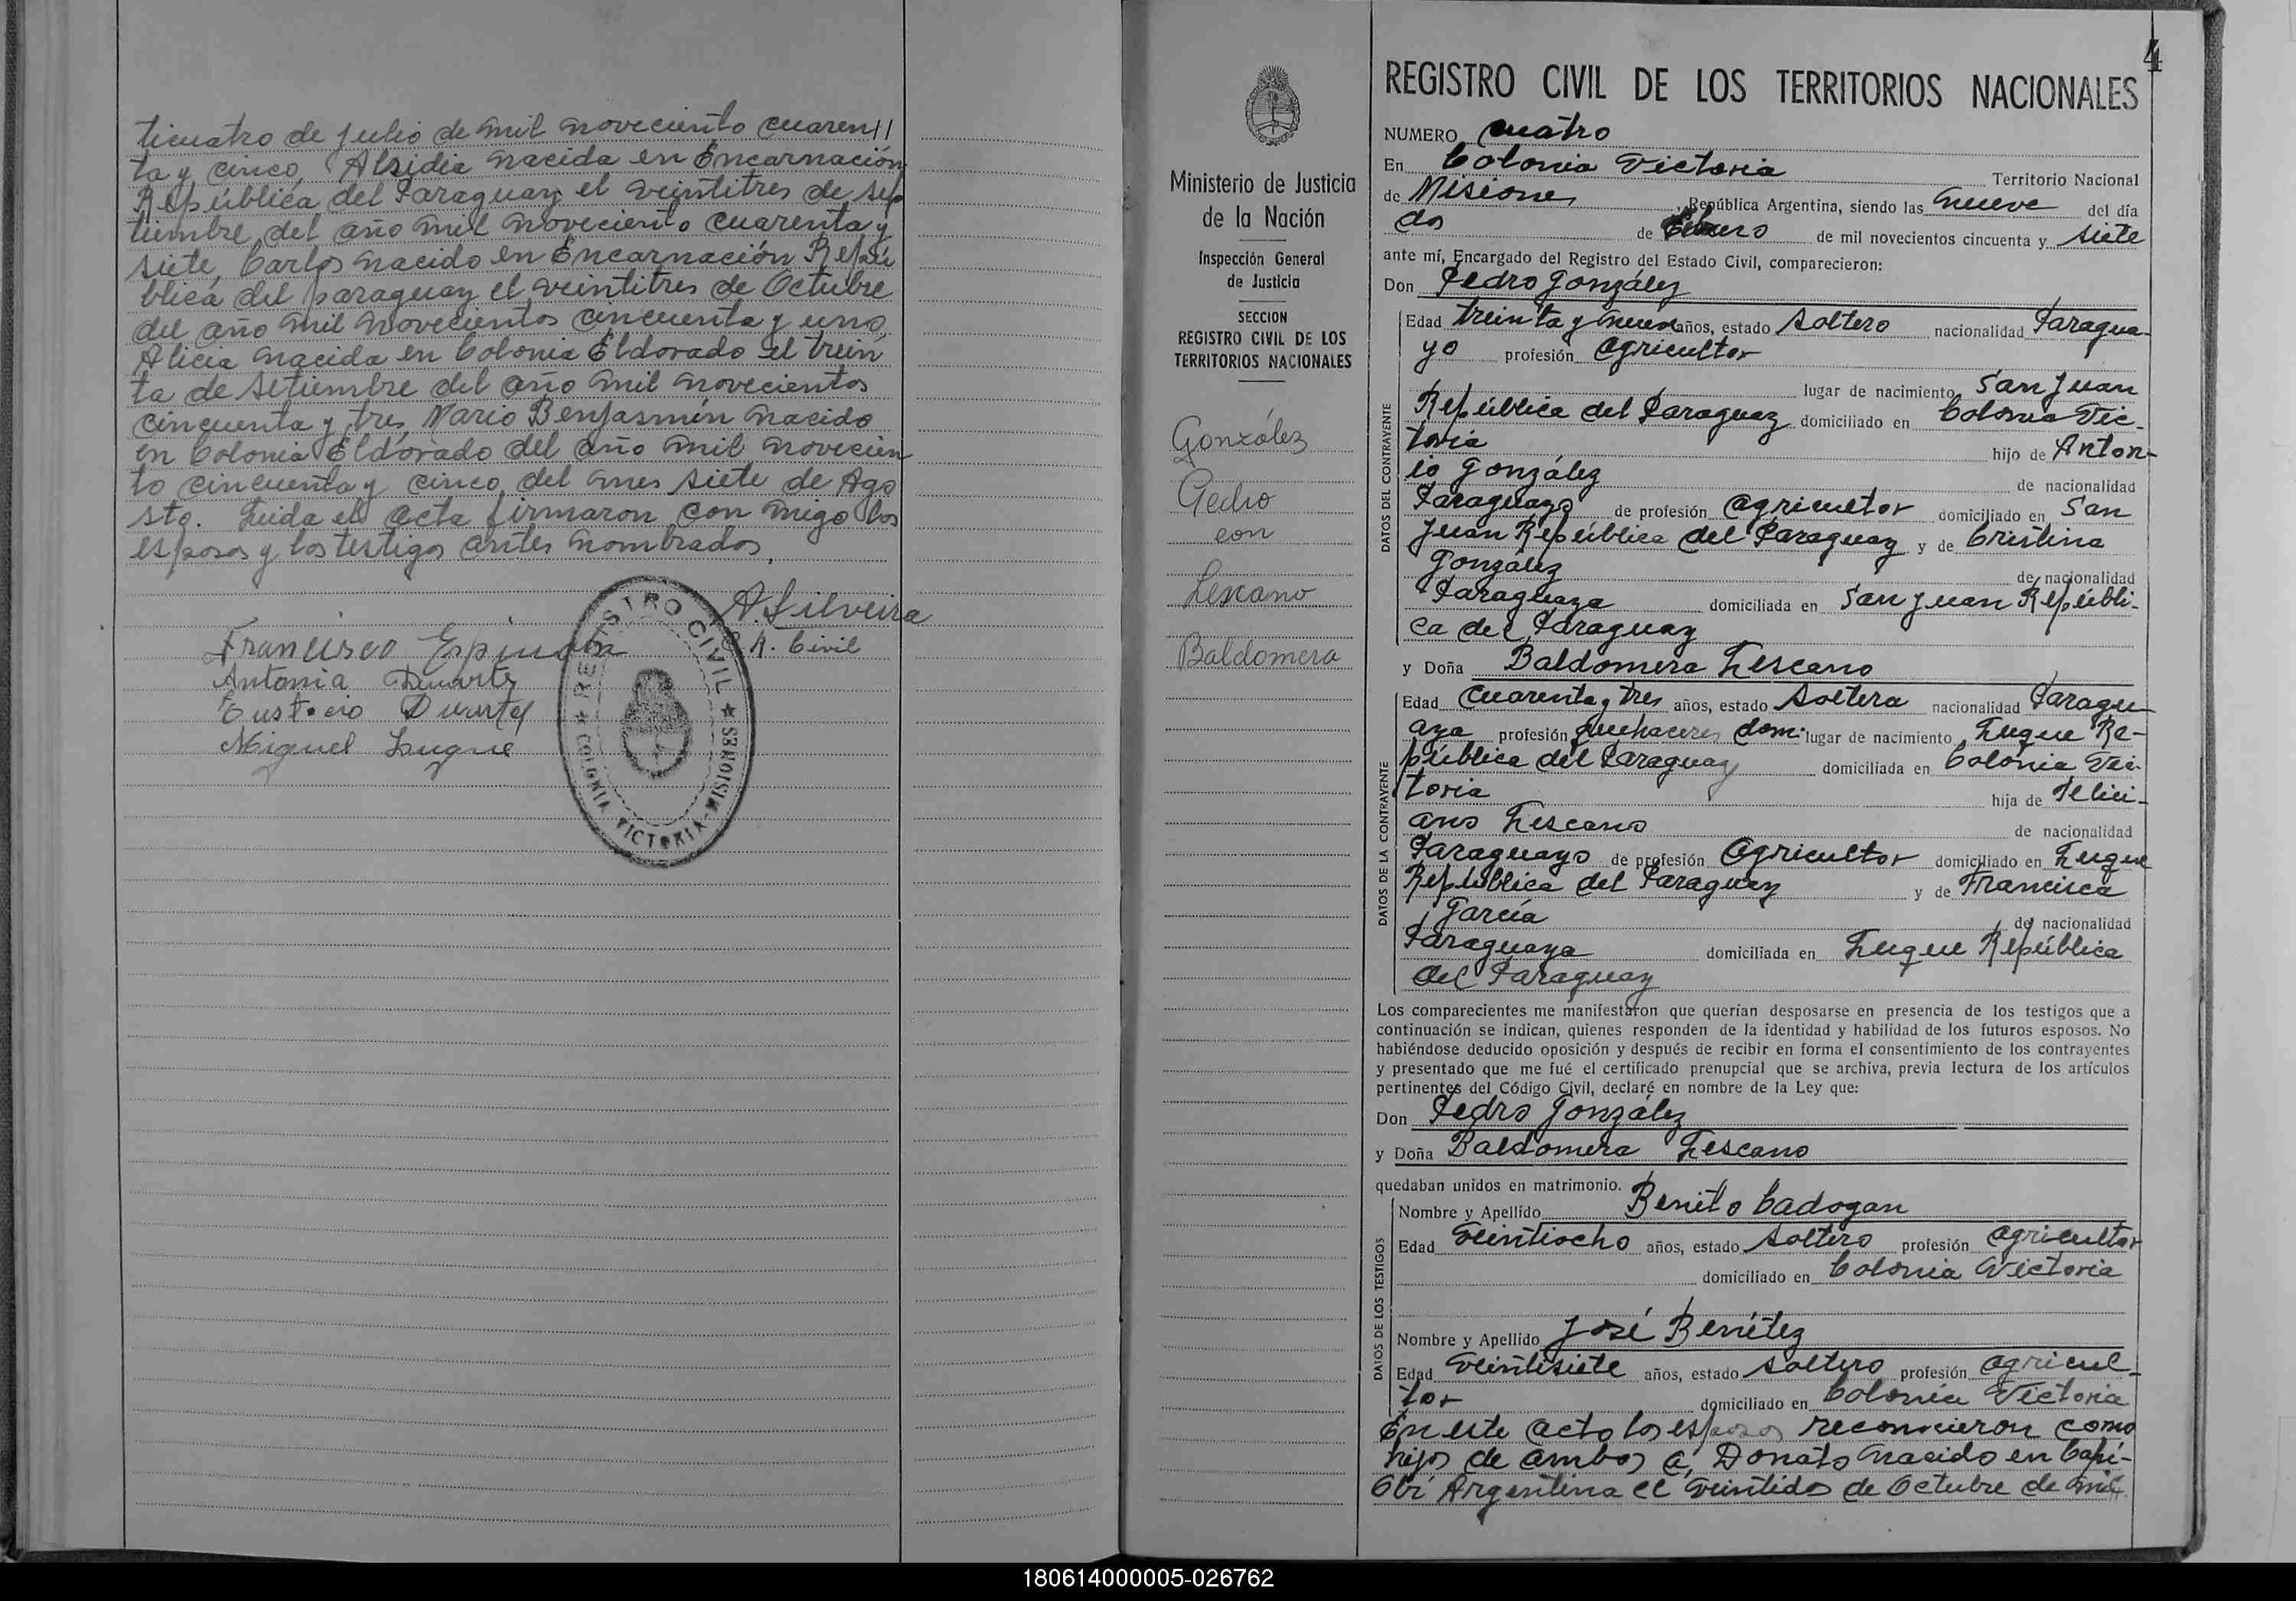 ticuatro de Julio de mil noveciento cuaren//
ta y cinco, Alsidia nacida en Encarnación
República del Paraguay el veintitres de sep
tiembre del año mil noveciento cuarenta y
siete, Carlos nacido en Encarnación Repú
blica del paraguay el veintitres de Octubre
del año mil novecientos cincuenta y uno,
Alicia nacida en Colonia Eldorado el trein
ta de setiembre del año mil novecientos
cincuenta y tres, Mario Benjasmín nacido
en Colonia Eldorado del año mil novecien
to cincuenta y cinco del mes siete de Ago
sto. Leida el acta firmaron con migo los
esposos y los testigos antes nombrados.
A. Silveira
R. Civil
Francisco Espindola
Antonia Duarte
Eustacio Duarte
Miguel Luque
REGISTRO CIVIL ★ COLONIA VICTORIA-MISIONES ★
4
Ministerio de Justicia
de la Nación
Inspección General
de Justicia
SECCION
REGISTRO CIVIL DE LOS
TERRITORIOS NACIONALES
González
Pedro
con
Lescano
Baldomera
REGISTRO CIVIL DE LOS TERRITORIOS NACIONALES
NUMERO cuatro
En Colonia Victoria Territorio Nacional
de Misiones, República Argentina, siendo las nueve del día
dos de Febrero de mil novecientos cincuenta y siete
ante mí, Encargado del Registro del Estado Civil, comparecieron:
Don Pedro González
DATOS DEL CONTRAYENTE
Edad treinta y nueve años, estado soltero nacionalidad Paragua-
yo profesión agricultor
lugar de nacimiento San Juan
República del Paraguay domiciliado en Colonia Vic-
toria hijo de Anton-
io González de nacionalidad
Paraguayo de profesión agricultor domiciliado en San
Juan República del Paraguay y de Cristina
González de nacionalidad
Paraguaya domiciliada en San Juan Repúbli-
ca del Paraguay
y Doña Baldomera Lescano
DATOS DE LA CONTRAYENTE
Edad Cuarenta y tres años, estado soltera nacionalidad Paragu-
aya profesión quehaceres dom. lugar de nacimiento Luque Re-
pública del Paraguay domiciliada en Colonia Vic-
toria hija de Felici-
ano Lescano de nacionalidad
Paraguayo de profesión Agricultor domiciliado en Luque
República del Paraguay y de Francisca
García de nacionalidad
Paraguaya domiciliada en Luque República
del Paraguay
Los comparecientes me manifestaron que querían desposarse en presencia de los testigos que a
continuación se indican, quienes responden de la identidad y habilidad de los futuros esposos. No
habiéndose deducido oposición y después de recibir en forma el consentimiento de los contrayentes
y presentado que me fué el certificado prenupcial que se archiva, previa lectura de los artículos
pertinentes del Código Civil, declaré en nombre de la Ley que:
Don Pedro González
y Doña Baldomera Lescano
quedaban unidos en matrimonio.
DATOS DE LOS TESTIGOS
Nombre y Apellido Benito Cadogan
Edad veintiocho años, estado soltero profesión agricultor
domiciliado en Colonia Victoria
Nombre y Apellido José Benítez
Edad veintisiete años, estado soltero profesión agricul-
tor domiciliado en Colonia Victoria
En este acto los esposos reconocieron como
hijos de ambos a, Donato nacido en Capi-
obi Argentina el veintidos de Octubre de mil
180614000005-026762